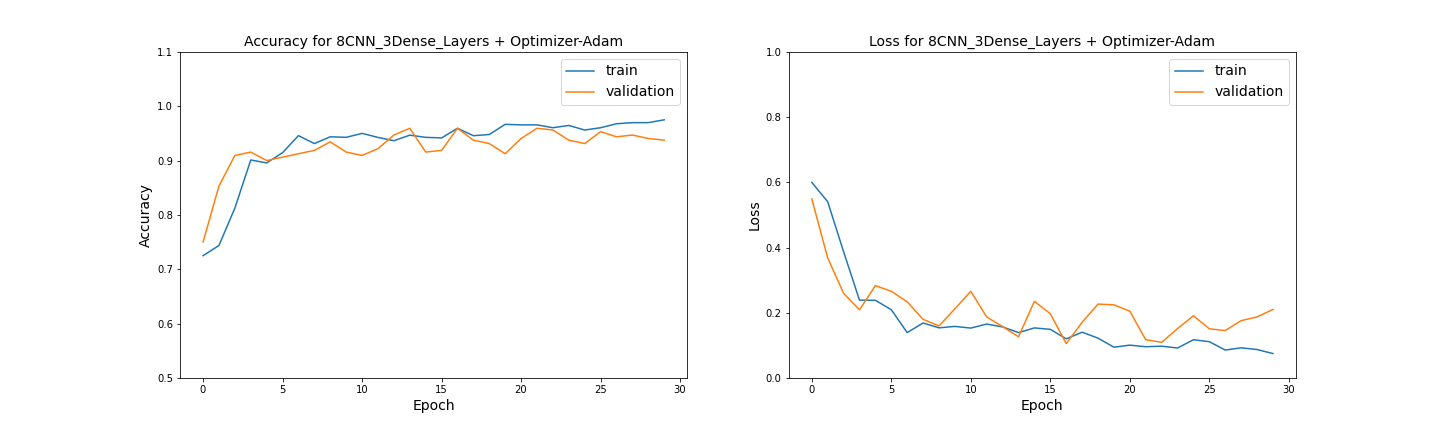 Accuracy for 8CNN_3Dense_Layers + Optimizer-Adam
1.1
1.0
0.9
0.8
0.7
0.6
0.5
Accuracy
train
validation
0 5 10 15 20 25 30
Epoch
Loss for 8CNN_3Dense_Layers + Optimizer-Adam
1.0
0.8
0.6
0.4
0.2
0.0
Loss
train
validation
0 5 10 15 20 25 30
Epoch